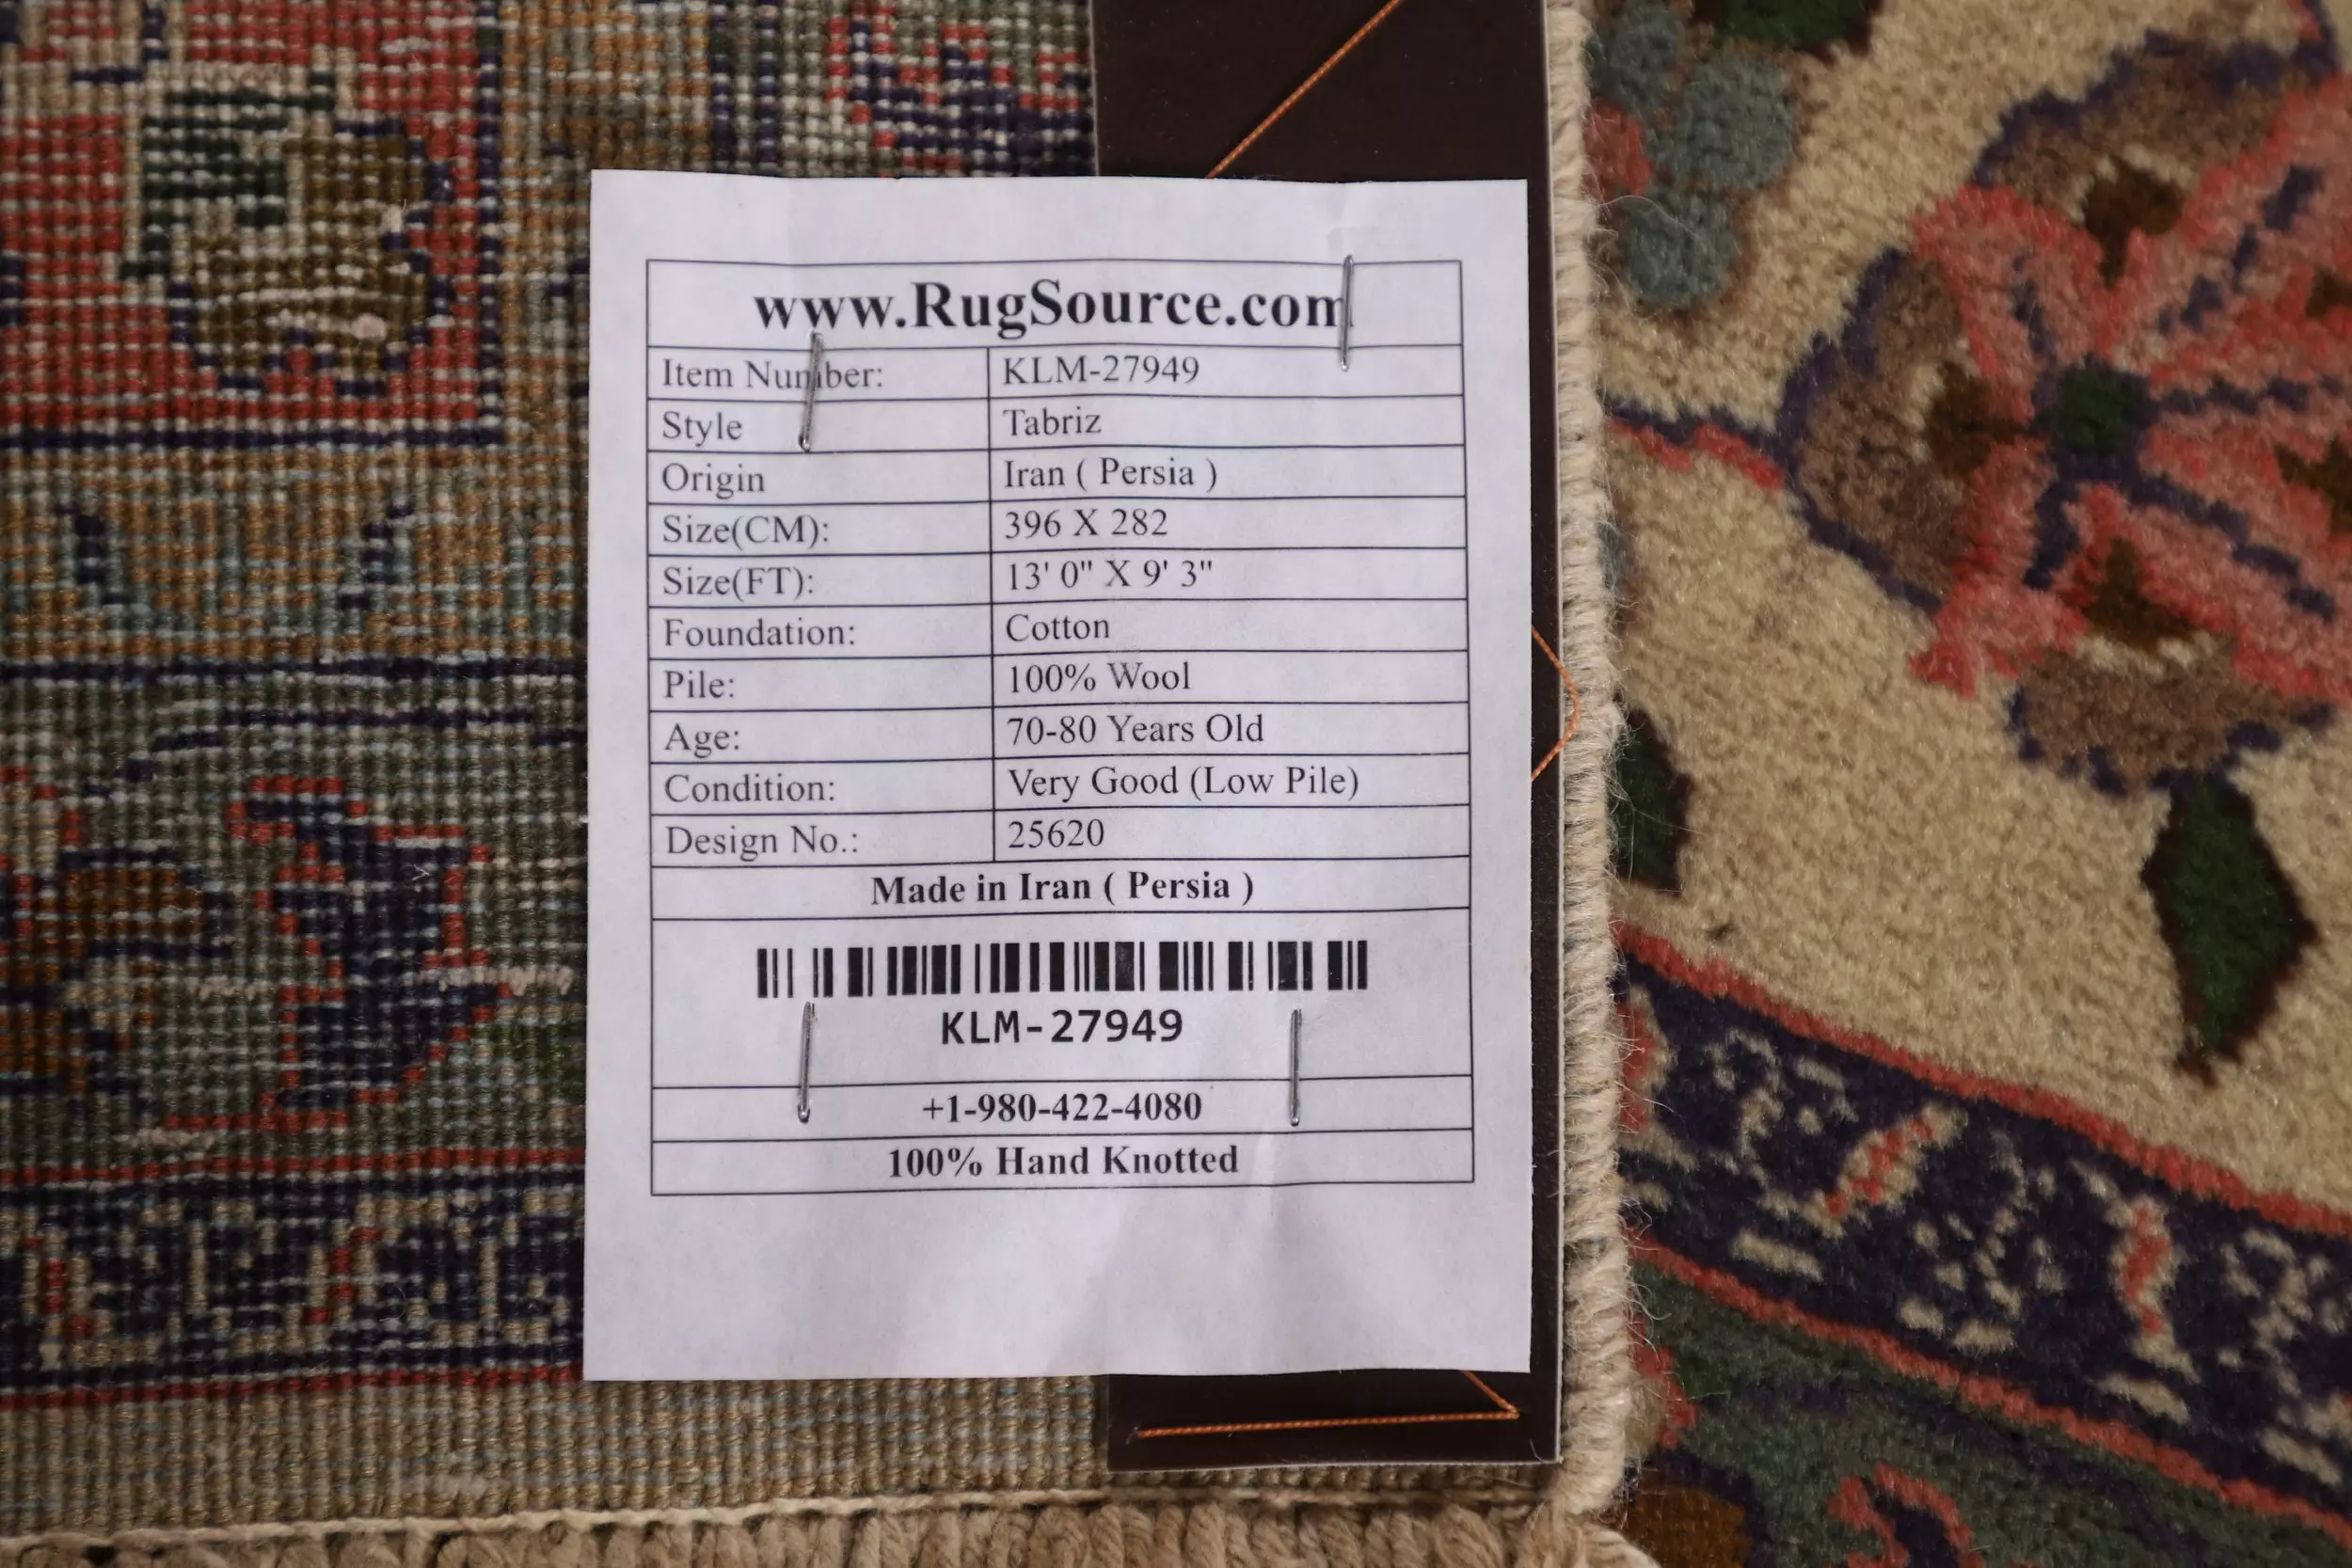 www.RugSource.com
Item Number: KLM-27949
Style Tabriz
Origin Iran ( Persia )
Size(CM): 396 X 282
Size(FT): 13' 0" X 9' 3"
Foundation: Cotton
Pile: 100% Wool
Age: 70-80 Years Old
Condition: Very Good (Low Pile)
Design No.: 25620
Made in Iran ( Persia )
KLM-27949
+1-980-422-4080
100% Hand Knotted